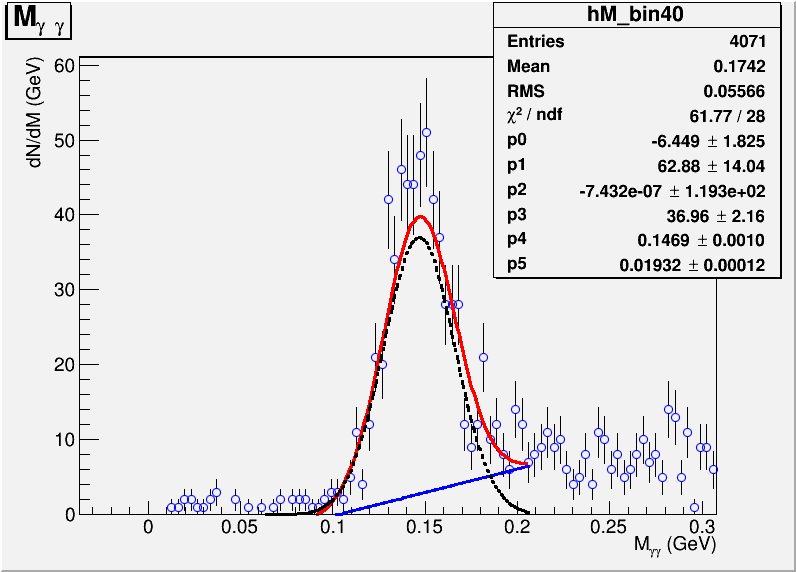 M γ γ
hM_bin40
Entries 4071
Mean 0.1742
RMS 0.05566
χ² / ndf 61.77 / 28
p0 -6.449 ± 1.825
p1 62.88 ± 14.04
p2 -7.432e-07 ± 1.193e+02
p3 36.96 ± 2.16
p4 0.1469 ± 0.0010
p5 0.01932 ± 0.00012
dN/dM (GeV)
60
50
40
30
20
10
0
0 0.05 0.1 0.15 0.2 0.25 0.3
Mγγ (GeV)